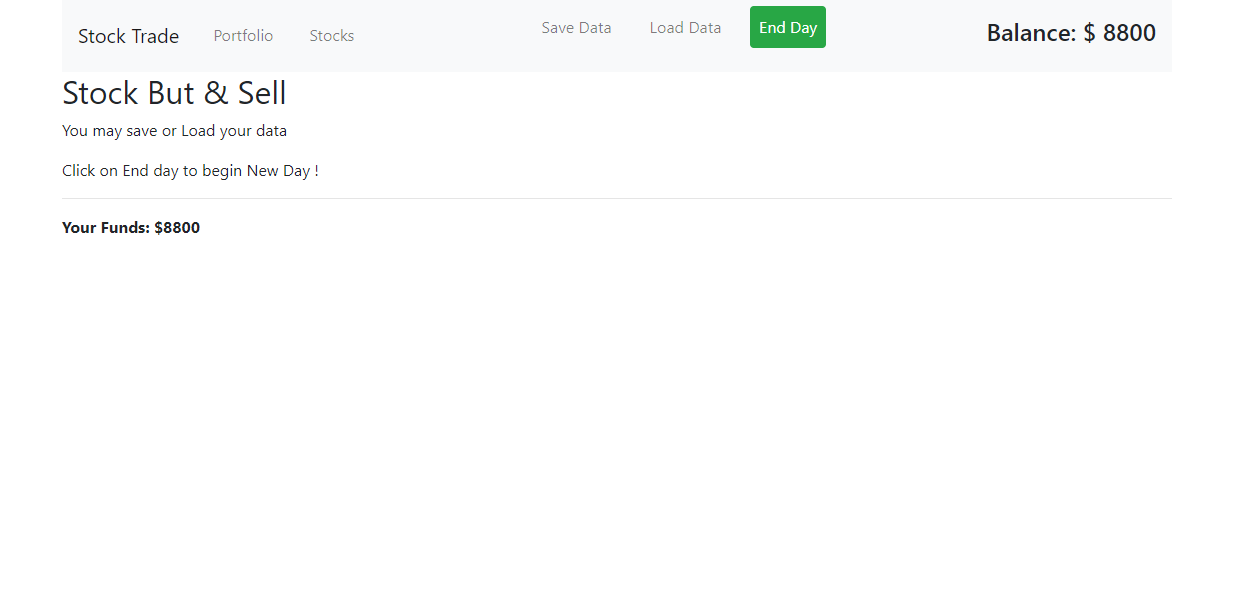 Stock Trade Portfolio Stocks Save Data Load Data End Day Balance: $ 8800
Stock But & Sell
You may save or Load your data
Click on End day to begin New Day !
Your Funds: $8800